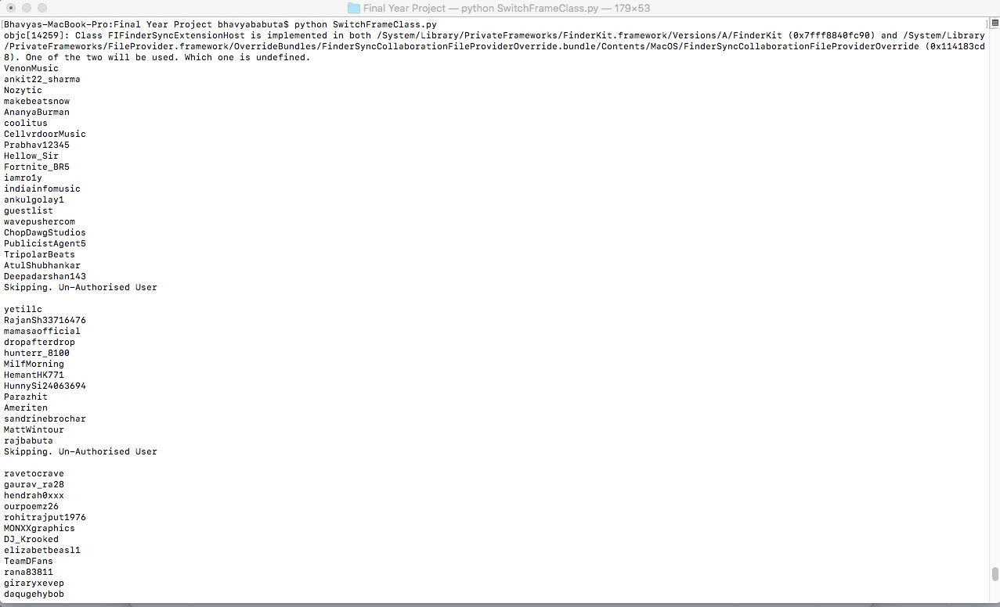 Final Year Project — python SwitchFrameClass.py — 179×53
[Bhavyas-MacBook-Pro:Final Year Project bhavyababuta$ python SwitchFrameClass.py ]
objc[14259]: Class FIFinderSyncExtensionHost is implemented in both /System/Library/PrivateFrameworks/FinderKit.framework/Versions/A/FinderKit (0x7fff8840fc90) and /System/Library
/PrivateFrameworks/FileProvider.framework/OverrideBundles/FinderSyncCollaborationFileProviderOverride.bundle/Contents/MacOS/FinderSyncCollaborationFileProviderOverride (0x114183cd
8). One of the two will be used. Which one is undefined.
VenonMusic
ankit22_sharma
Nozytic
makebeatsnow
AnanyaBurman
coolitus
CellvrdoorMusic
Prabhav12345
Hellow_Sir
Fortnite_BR5
iamro1y
indiainfomusic
ankulgolay1
guestlist
wavepushercom
ChopDawgStudios
PublicistAgent5
TripolarBeats
AtulShubhankar
Deepadarshan143
Skipping. Un-Authorised User
yetillc
RajanSh33716476
mamasaofficial
dropafterdrop
hunterr_8100
MilfMorning
HemantHK771
HunnySi24063694
Parazhit
Ameriten
sandrinebrochar
MattWintour
rajbabuta
Skipping. Un-Authorised User
ravetocrave
gaurav_ra28
hendrah0xxx
ourpoemz26
rohitrajput1976
MONXXgraphics
DJ_Krooked
elizabetbeasl1
TeamDFans
rana83811
giraryxevep
daqugehybob